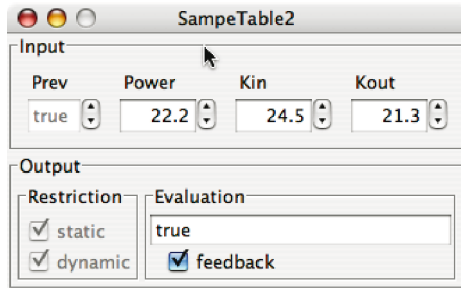 SampeTable2
Input
Prev Power Kin Kout
true 22.2 24.5 21.3
Output
Restriction Evaluation
static true
dynamic feedback